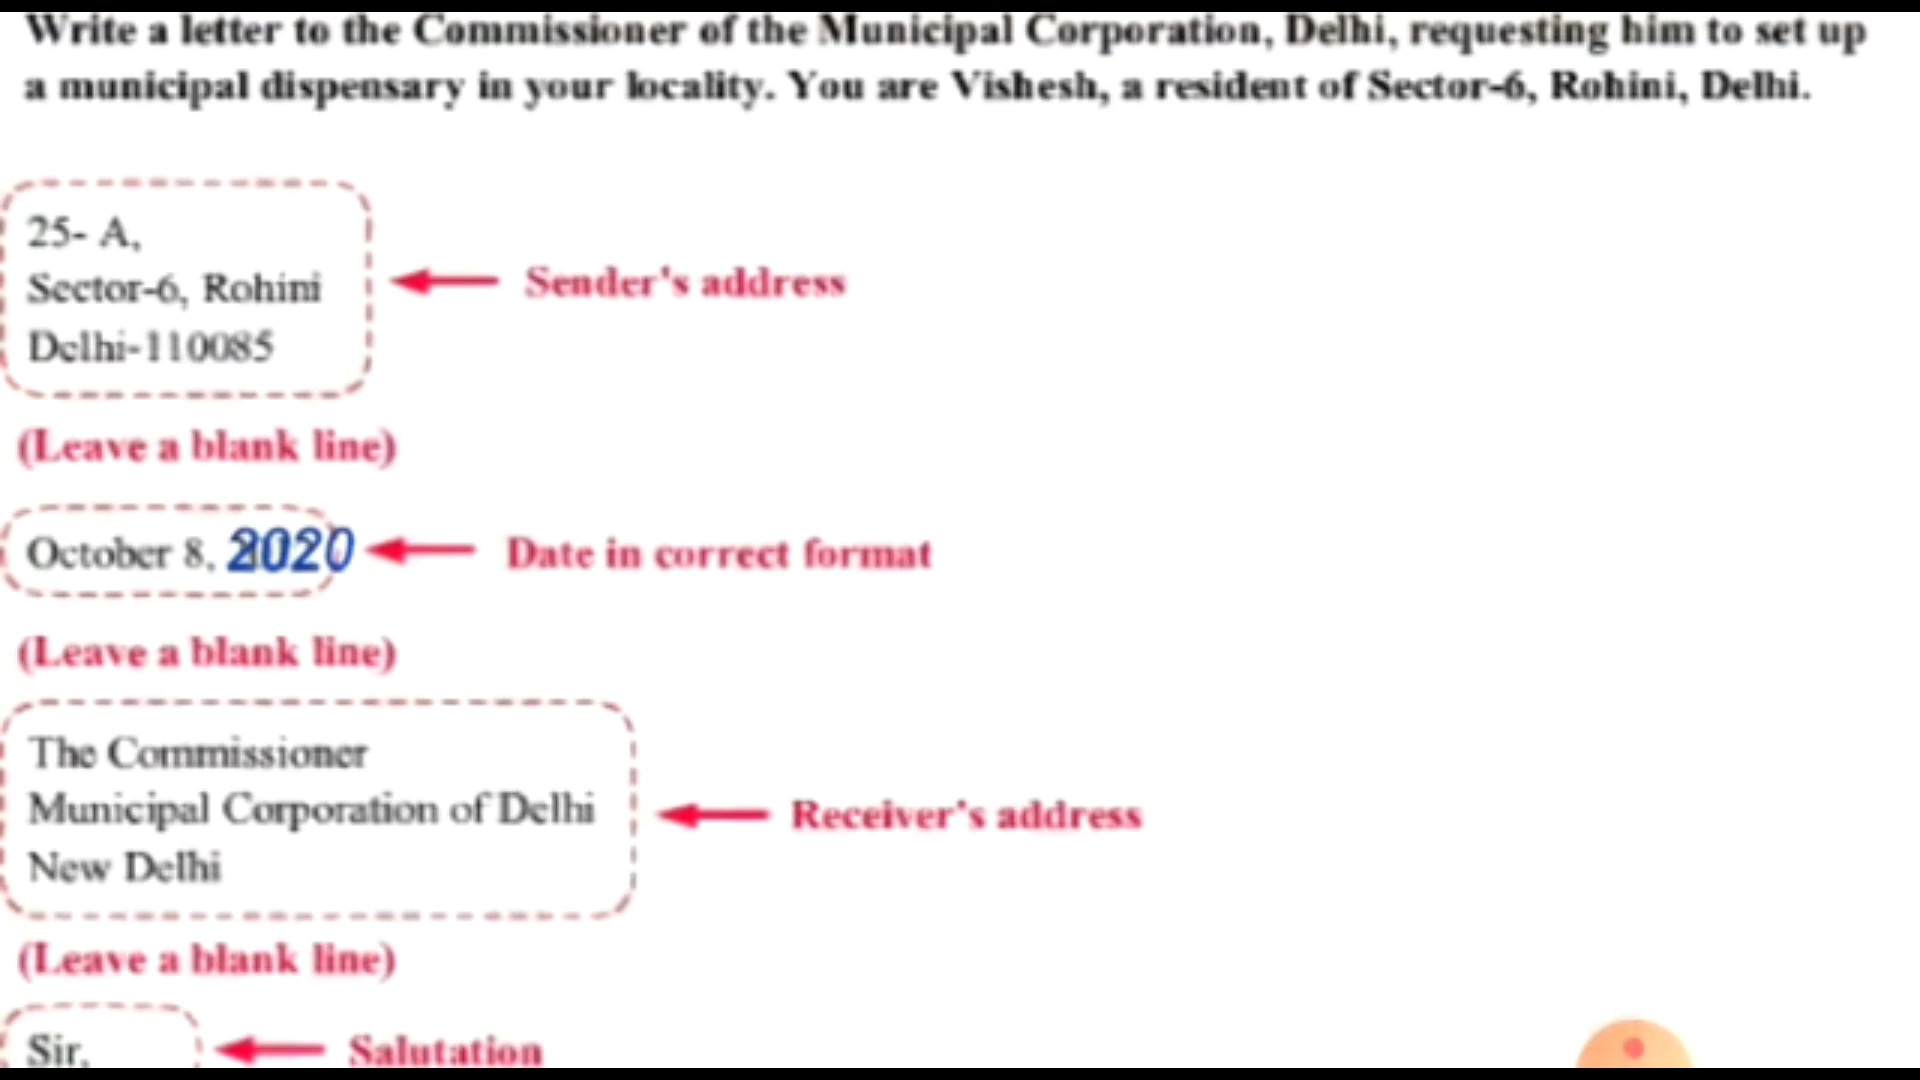 Write a letter to the Commissioner of the Municipal Corporation, Delhi, requesting him to set up
a municipal dispensary in your locality. You are Vishesh, a resident of Sector-6, Rohini, Delhi.
25- A,
Sector-6, Rohini
Delhi-110085
Sender's address
(Leave a blank line)
October 8, 2020
Date in correct format
(Leave a blank line)
The Commissioner
Municipal Corporation of Delhi
New Delhi
Receiver's address
(Leave a blank line)
Sir,
Salutation